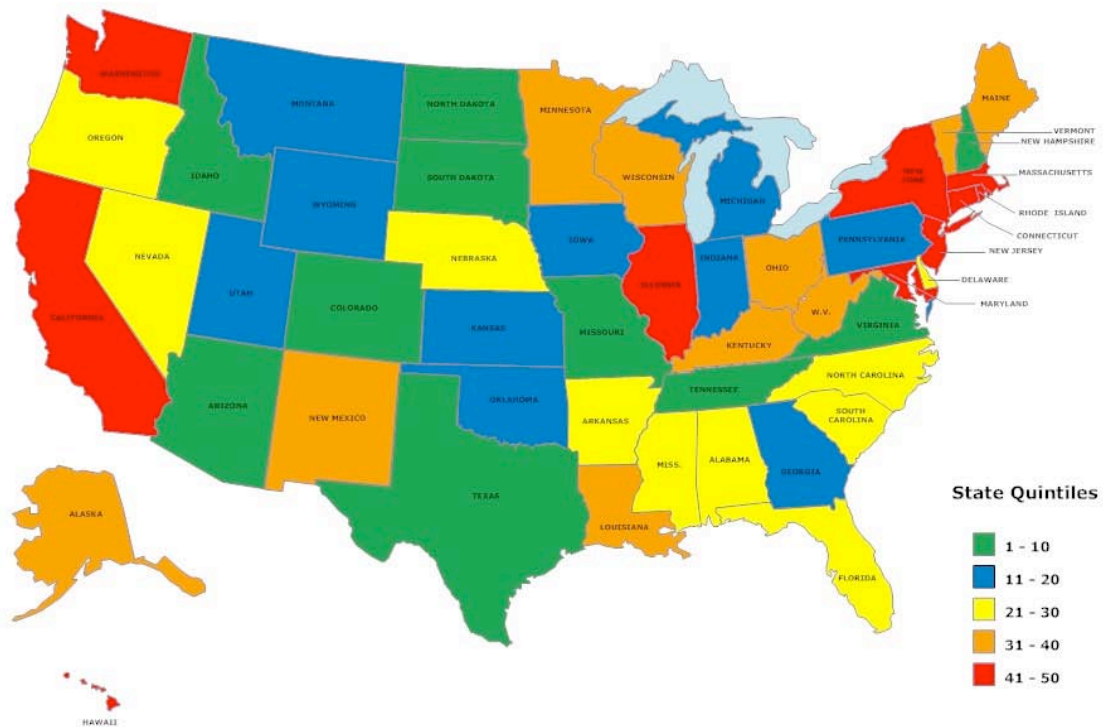 WASHINGTON
MONTANA
NORTH DAKOTA
MINNESOTA
MAINE
VERMONT
NEW HAMPSHIRE
OREGON
IDAHO
SOUTH DAKOTA
WISCONSIN
MICHIGAN
NEW
YORK
MASSACHUSETTS
WYOMING
RHODE ISLAND
CONNECTICUT
NEW JERSEY
NEVADA
UTAH
NEBRASKA
IOWA
PENNSYLVANIA
ILLINOIS
INDIANA
OHIO
DELAWARE
MARYLAND
CALIFORNIA
COLORADO
KANSAS
MISSOURI
KENTUCKY
W.V.
VIRGINIA
ARIZONA
NEW MEXICO
OKLAHOMA
ARKANSAS
TENNESSEE
NORTH CAROLINA
SOUTH
CAROLINA
MISS.
ALABAMA
GEORGIA
TEXAS
LOUISIANA
FLORIDA
ALASKA
HAWAII
State Quintiles
1 - 10
11 - 20
21 - 30
31 - 40
41 - 50